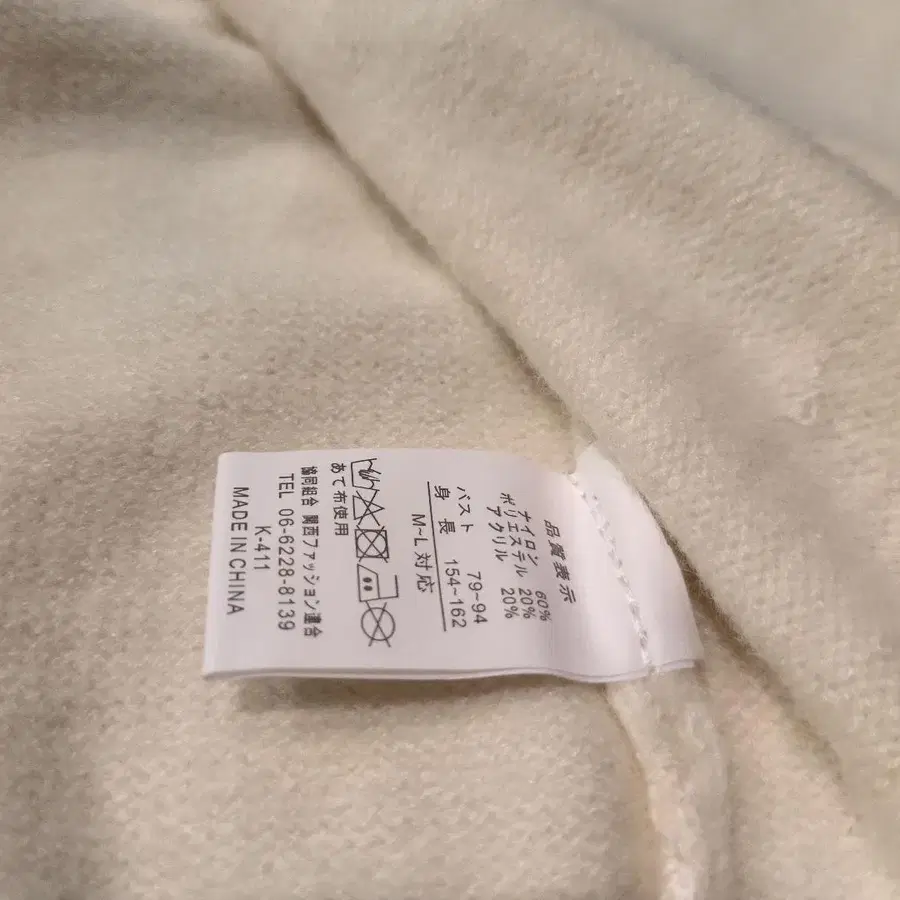 品質表示
ナイロン 60%
ポリエステル 20%
アクリル 20%
バスト 79~94
身長 154~162
M~L 対応
あて布使用
協同組合 関西ファッション連合
TEL 06-6228-8139
K-411
MADE IN CHINA